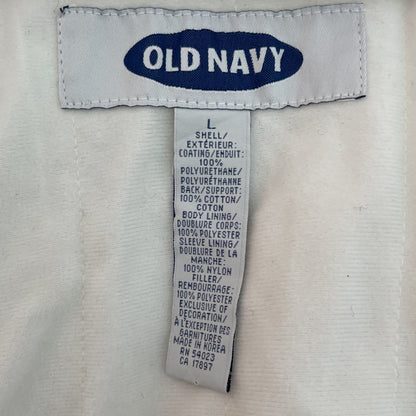 OLD NAVY
L
SHELL/
EXTÉRIEUR:
COATING/ENDUIT:
100%
POLYURETHANE/
POLYURÉTHANNE
BACK/SUPPORT:
100% COTTON/
COTON
BODY LINING/
DOUBLURE CORPS:
100% POLYESTER
SLEEVE LINING/
DOUBLURE DE LA
MANCHE:
100% NYLON
FILLER/
REMBOURRAGE:
100% POLYESTER
EXCLUSIVE OF
DECORATION/
À L'EXCEPTION DES
GARNITURES
MADE IN KOREA
RN 54023
CA 17897